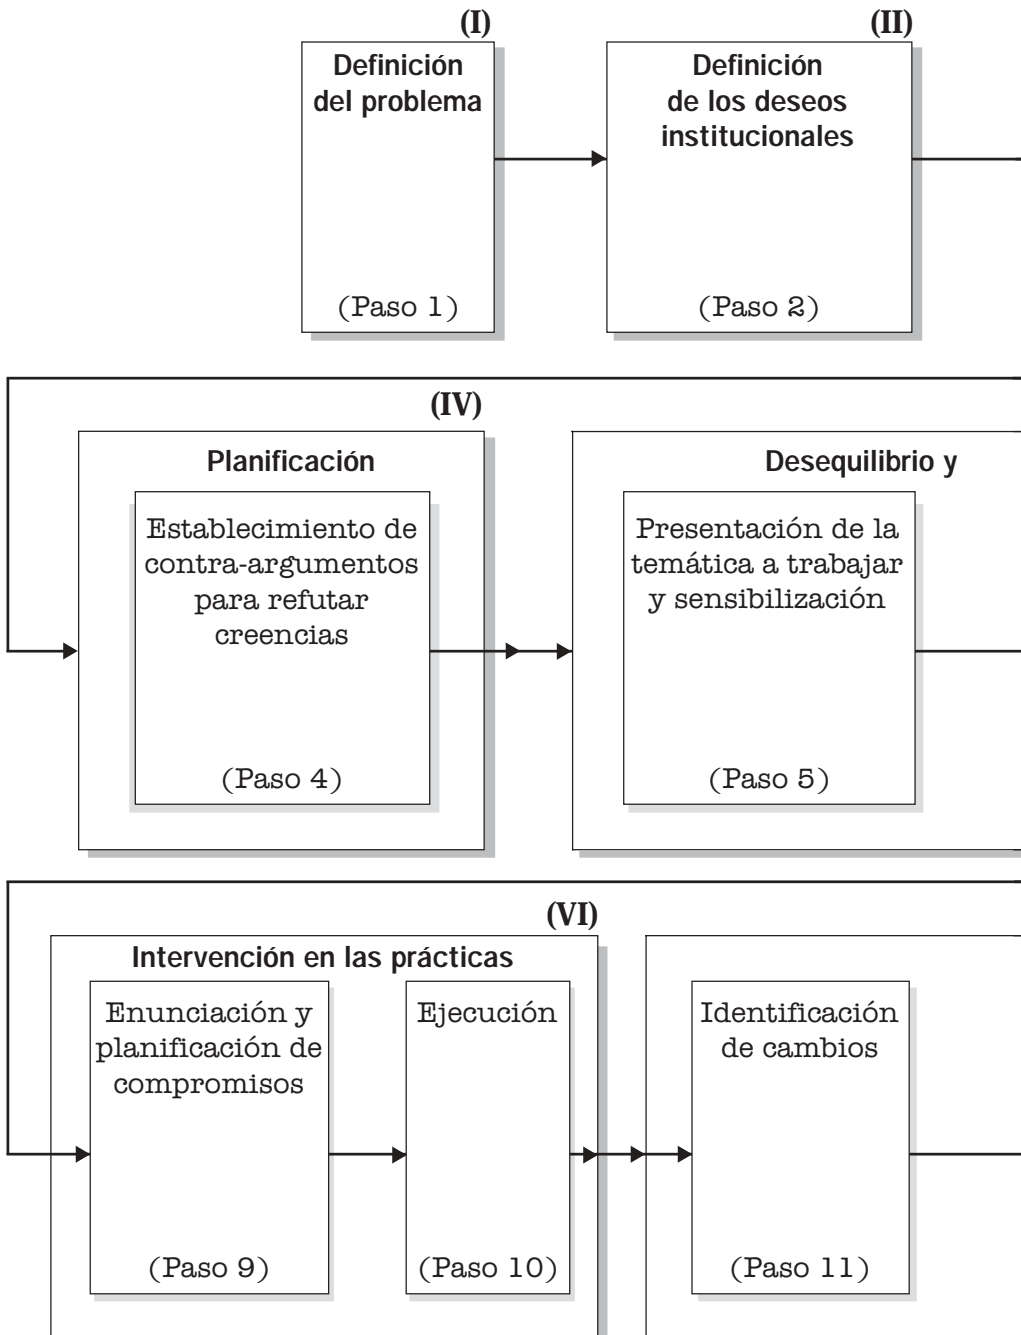 (I)
Definición
del problema
(Paso 1)
(II)
Definición
de los deseos
institucionales
(Paso 2)
(IV)
Planificación
Establecimiento de
contra-argumentos
para refutar
creencias
(Paso 4)
Desequilibrio y
Presentación de la
temática a trabajar
y sensibilización
(Paso 5)
(VI)
Intervención en las prácticas
Enunciación y
planificación de
compromisos
(Paso 9)
Ejecución
(Paso 10)
Identificación
de cambios
(Paso 11)